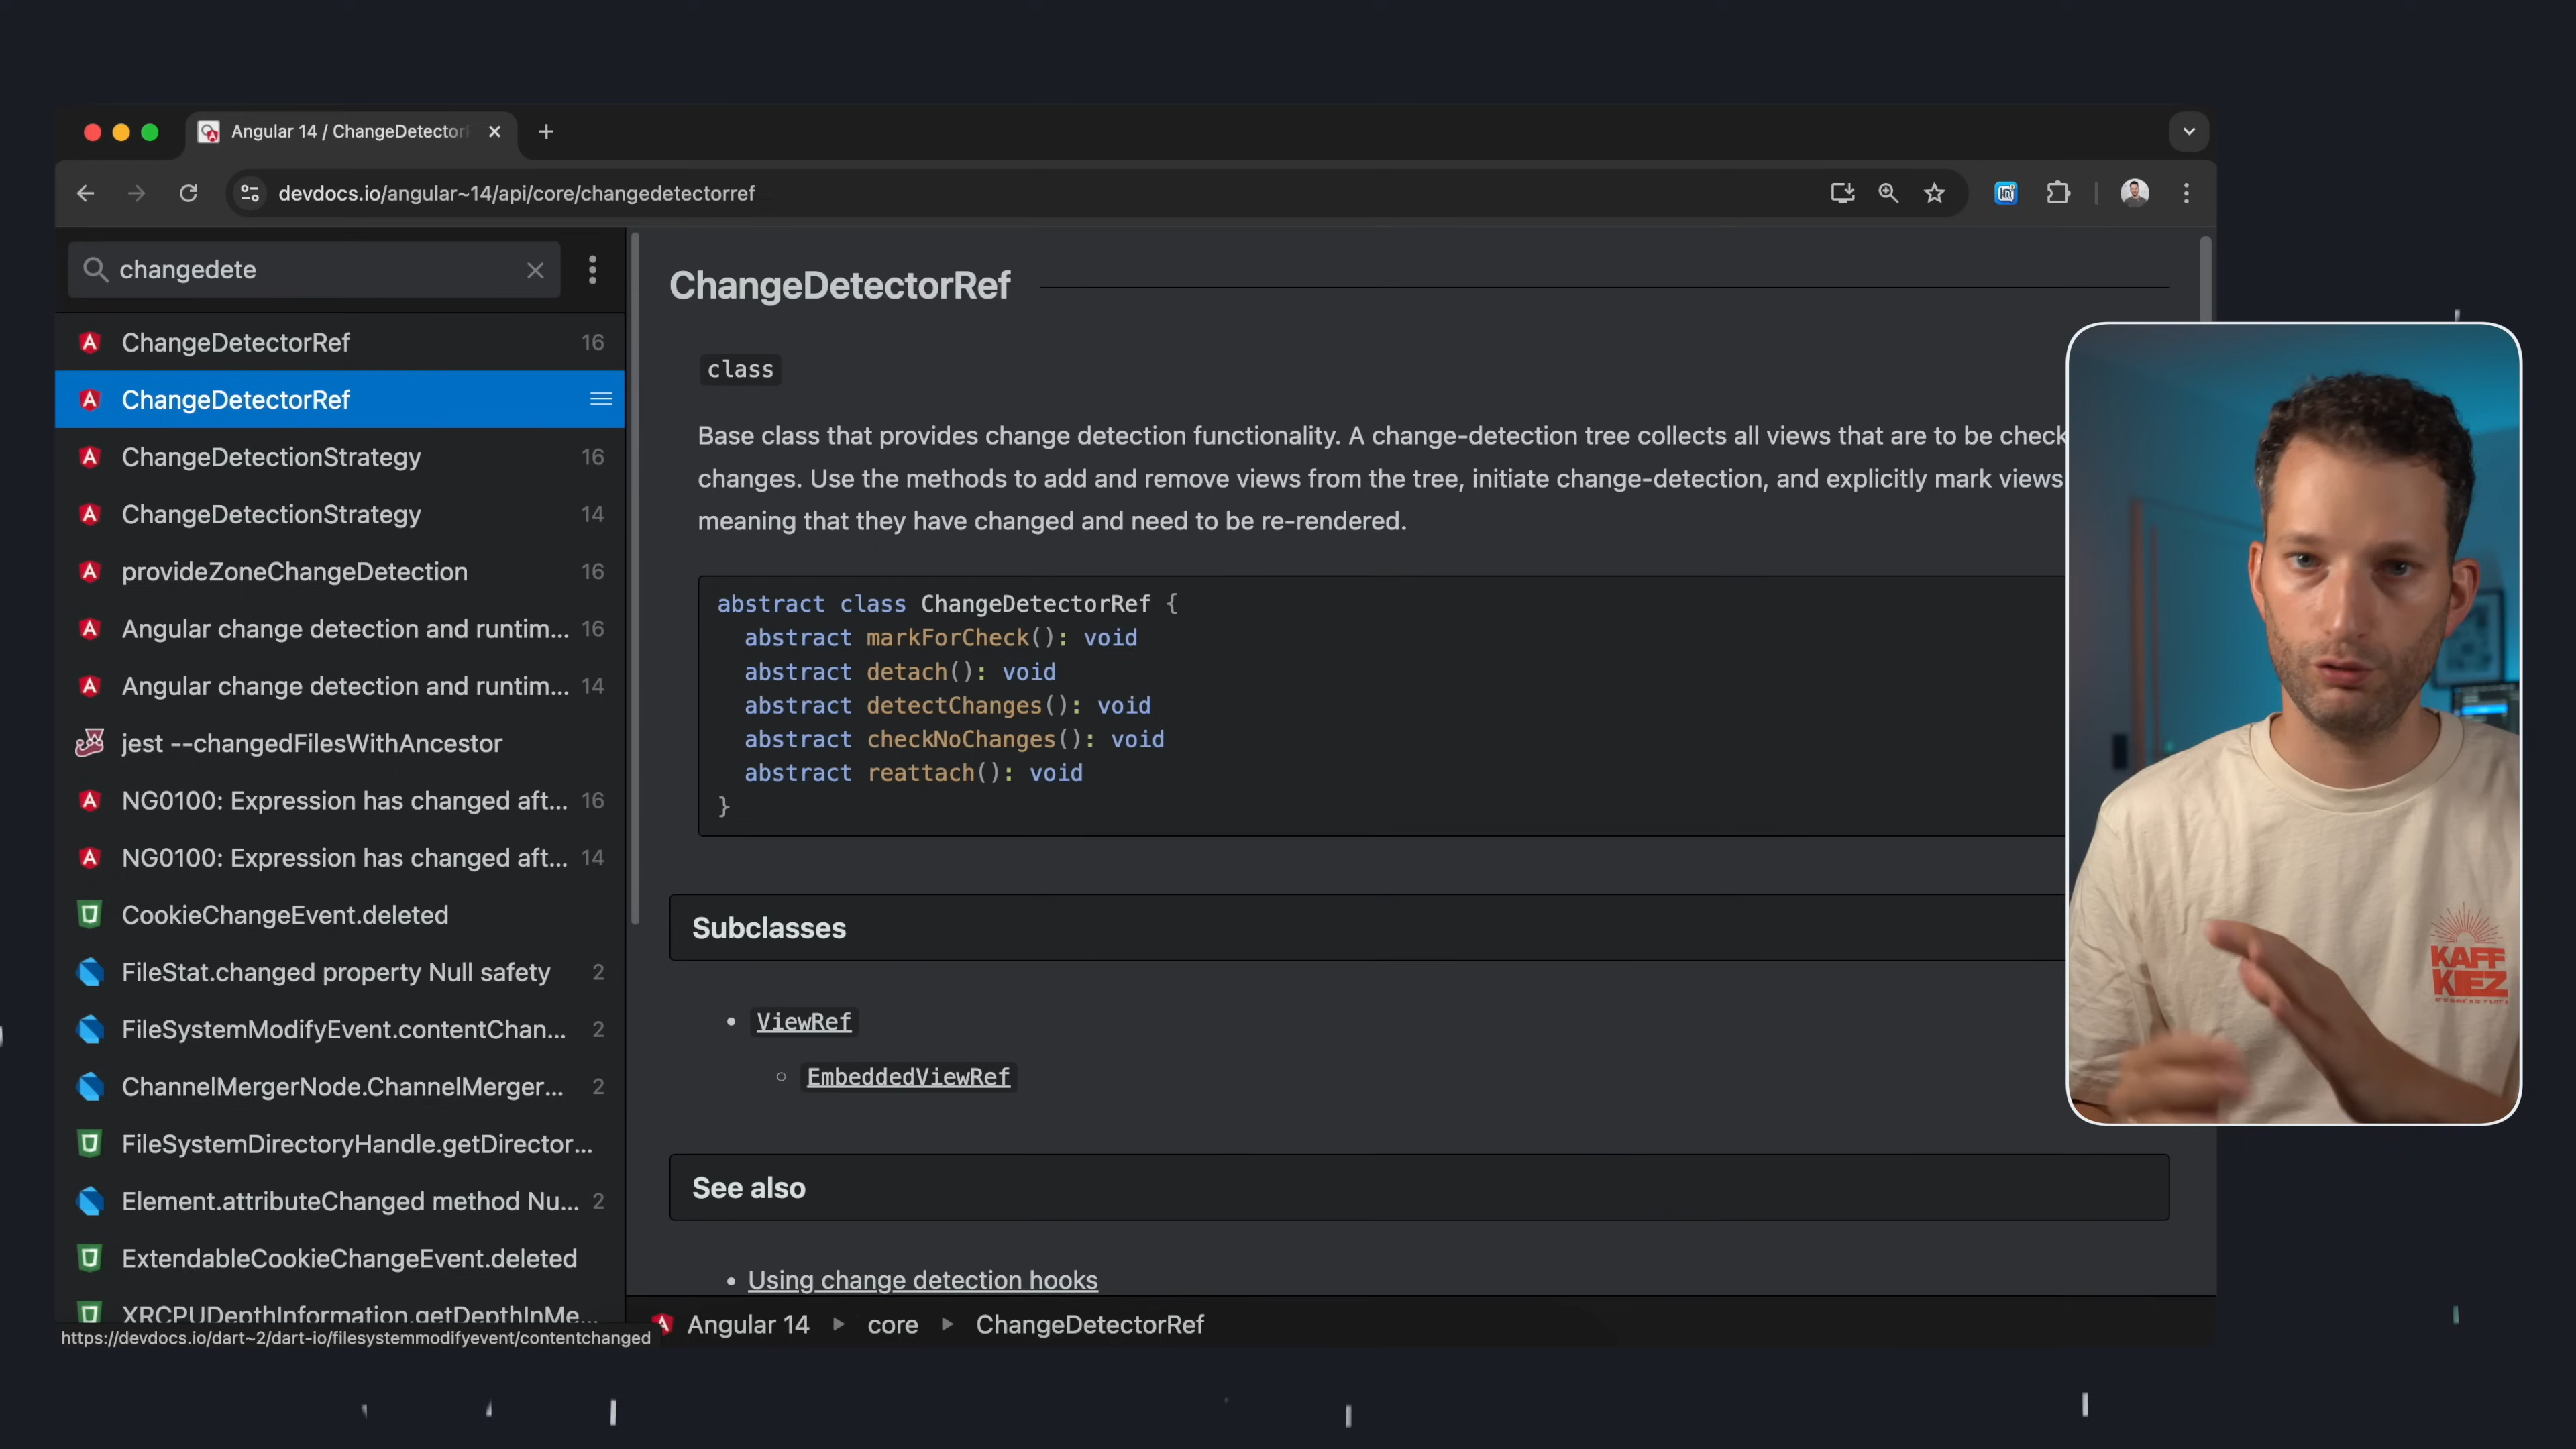 Angular 14 / ChangeDetectorR
devdocs.io/angular~14/api/core/changedetectorref
changedete
ChangeDetectorRef 16
ChangeDetectorRef
ChangeDetectionStrategy 16
ChangeDetectionStrategy 14
provideZoneChangeDetection 16
Angular change detection and runtim... 16
Angular change detection and runtim... 14
jest --changedFilesWithAncestor
NG0100: Expression has changed aft... 16
NG0100: Expression has changed aft... 14
CookieChangeEvent.deleted
FileStat.changed property Null safety 2
FileSystemModifyEvent.contentChan... 2
ChannelMergerNode.ChannelMerger... 2
FileSystemDirectoryHandle.getDirector...
Element.attributeChanged method Nu... 2
ExtendableCookieChangeEvent.deleted
XRCPUDepthInformation.getDepthInMe...
https://devdocs.io/dart~2/dart-io/filesystemmodifyevent/contentchanged
ChangeDetectorRef
class
Base class that provides change detection functionality. A change-detection tree collects all views that are to be check
changes. Use the methods to add and remove views from the tree, initiate change-detection, and explicitly mark views
meaning that they have changed and need to be re-rendered.
abstract class ChangeDetectorRef {
abstract markForCheck(): void
abstract detach(): void
abstract detectChanges(): void
abstract checkNoChanges(): void
abstract reattach(): void
}
Subclasses
ViewRef
EmbeddedViewRef
See also
Using change detection hooks
Angular 14 core ChangeDetectorRef
KAFF
KIEZ